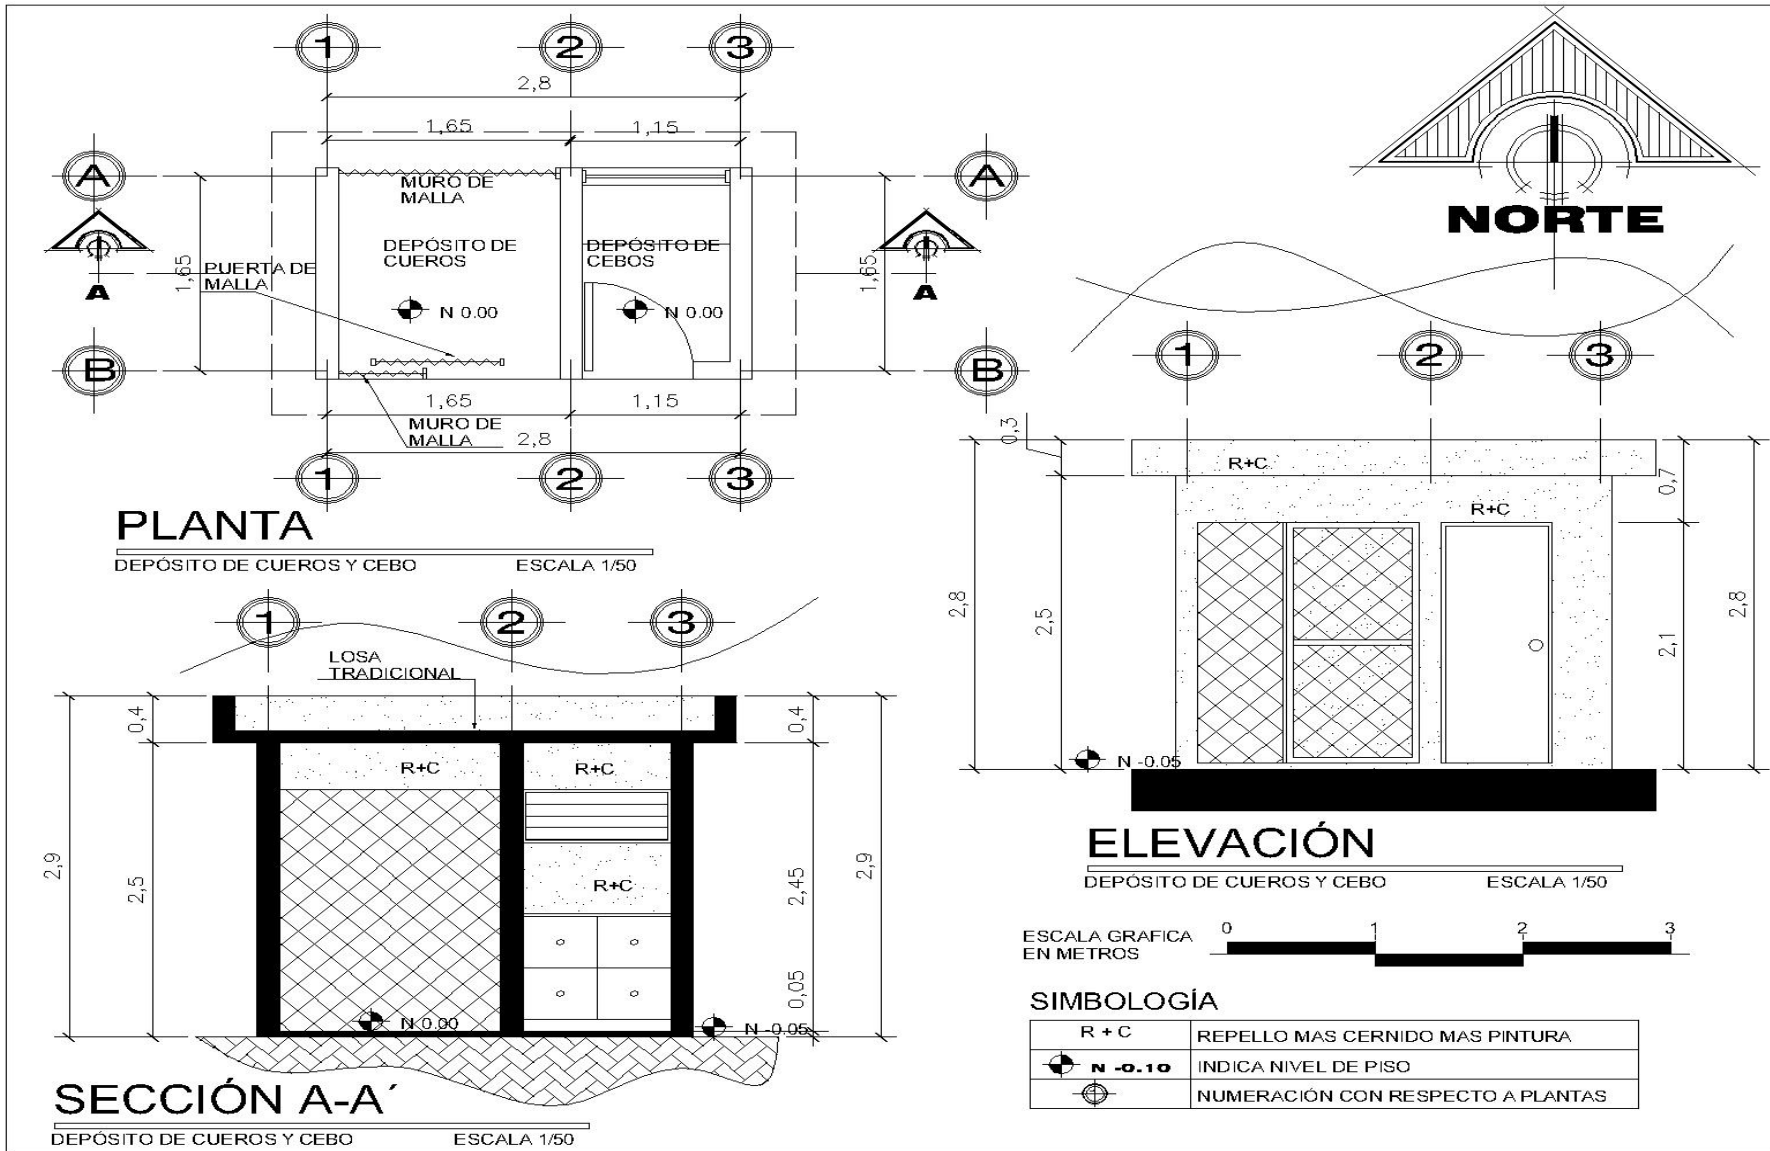 1
2
3
2,8
1,65
1,15
A
A
MURO DE
MALLA
DEPÓSITO DE
CUEROS
DEPÓSITO DE
CEBOS
1,65
PUERTA DE
MALLA
1,65
A
A
N 0.00
N 0.00
B
B
1,65
1,15
MURO DE
MALLA
2,8
1
2
3
PLANTA
DEPÓSITO DE CUEROS Y CEBO
ESCALA 1/50
NORTE
1
2
3
0,3
R+C
0,7
R+C
2,8
2,5
2,1
2,8
N -0.05
ELEVACIÓN
DEPÓSITO DE CUEROS Y CEBO
ESCALA 1/50
1
2
3
LOSA
TRADICIONAL
0,4
0,4
R+C
R+C
2,9
2,5
R+C
2,45
2,9
0,05
N 0.00
N -0.05
SECCIÓN A-A´
DEPÓSITO DE CUEROS Y CEBO
ESCALA 1/50
ESCALA GRAFICA
EN METROS
0
1
2
3
SIMBOLOGÍA
R + C
REPELLO MAS CERNIDO MAS PINTURA
N -0.10
INDICA NIVEL DE PISO
1
NUMERACIÓN CON RESPECTO A PLANTAS